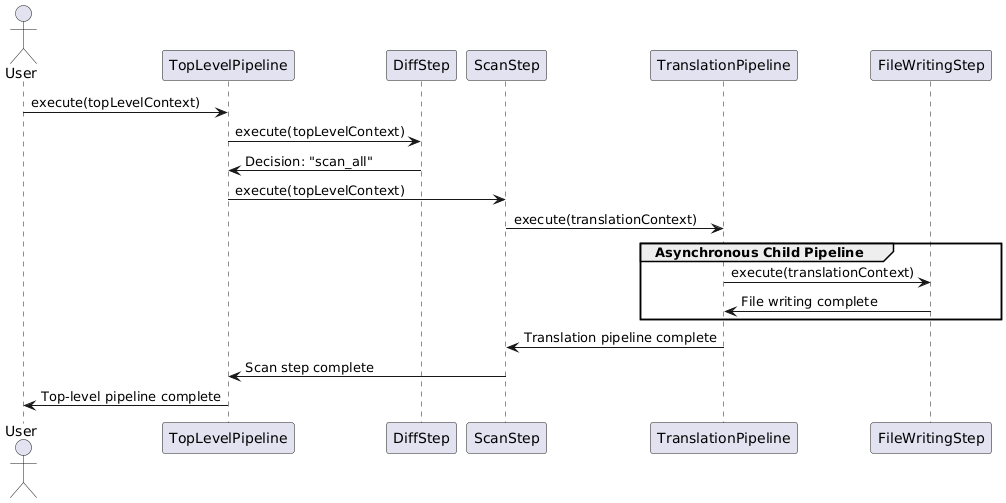 User
TopLevelPipeline
DiffStep
ScanStep
TranslationPipeline
FileWritingStep
execute(topLevelContext)
execute(topLevelContext)
Decision: "scan_all"
execute(topLevelContext)
execute(translationContext)
Asynchronous Child Pipeline
execute(translationContext)
File writing complete
Translation pipeline complete
Scan step complete
Top-level pipeline complete
User
TopLevelPipeline
DiffStep
ScanStep
TranslationPipeline
FileWritingStep